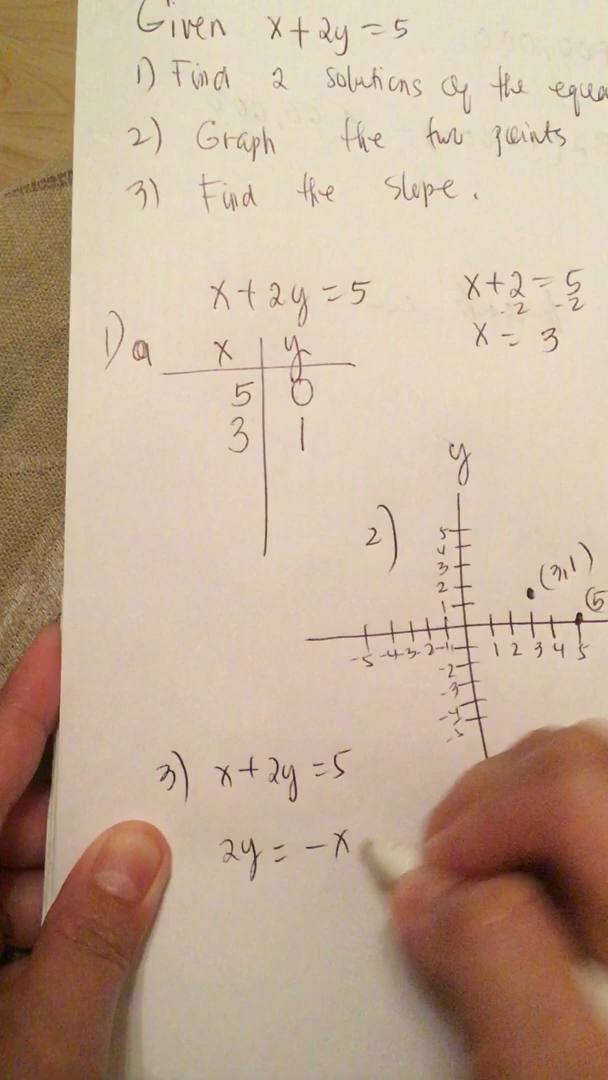 Given x+2y=5
1) Find 2 solutions of the equa
2) Graph the two points
3) Find the slope.
x+2y=5
x+2=5
-2 -2
x=3
1)a
x y
5 0
3 1
2)
y
5
4
3
2
1
(3,1)
(5
-5 -4 -3 -2 -1 1 2 3 4 5
-2
-3
-4
-5
3) x+2y=5
2y=-x